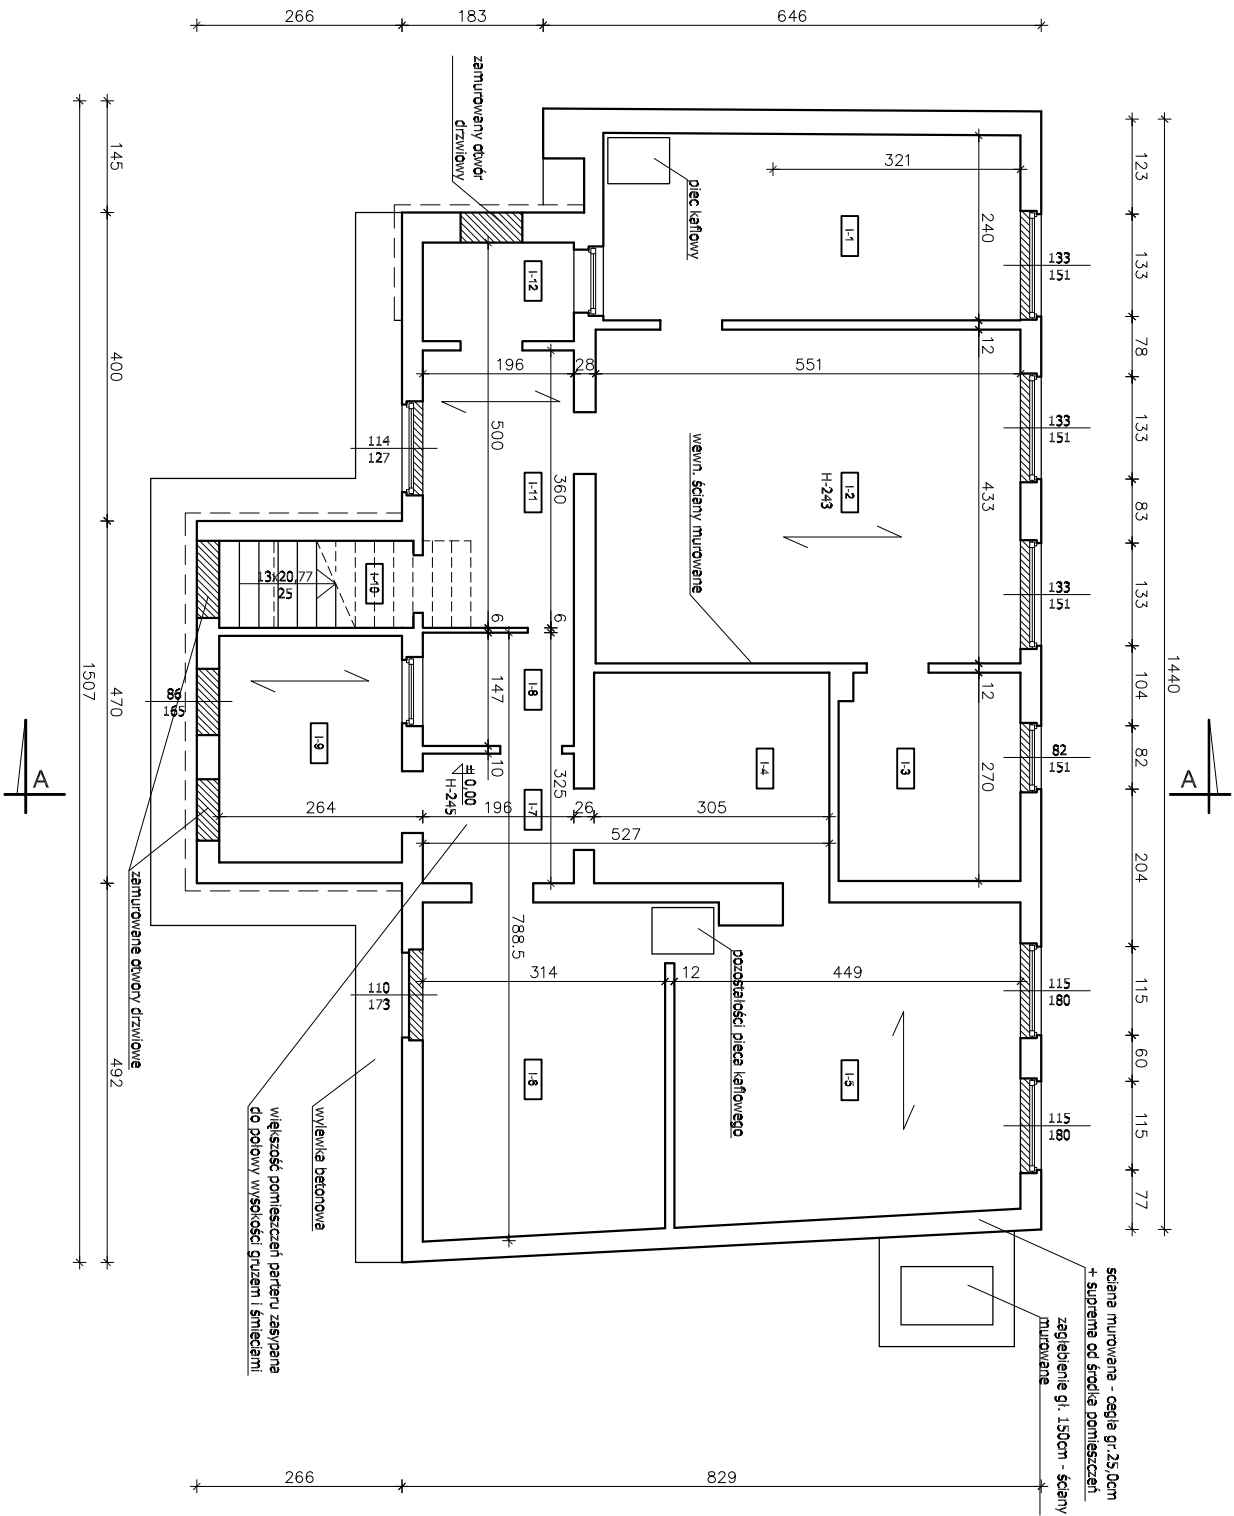 266
183
646
zamurowany otwór
drzwiowy
piec kaflowy
321
240
I-1
I-12
133
151
123
133
78
133
83
133
104
82
204
115
60
115
77
1440
145
400
470
492
1507
12
196
28
551
500
360
114
127
I-11
wewn. ściany murowane
I-2
H-243
433
133
151
133
151
13x20,77
25
I-10
6
6
147
I-8
I-9
86
165
10
325
± 0,00
H-245
I-7
I-4
I-3
12
270
82
151
A
A
264
196
26
305
527
zamurowane otwory drzwiowe
788.5
314
12
449
110
173
115
180
pozostałości pieca kaflowego
I-6
I-5
115
180
wylewka betonowa
większość pomieszczeń parteru zasypana
do połowy wysokości gruzem i śmieciami
ściana murowana - cegła gr.25,0cm
+ suprema od środka pomieszczeń
zagłębienie gł. 150cm - ściany
murowane
266
829